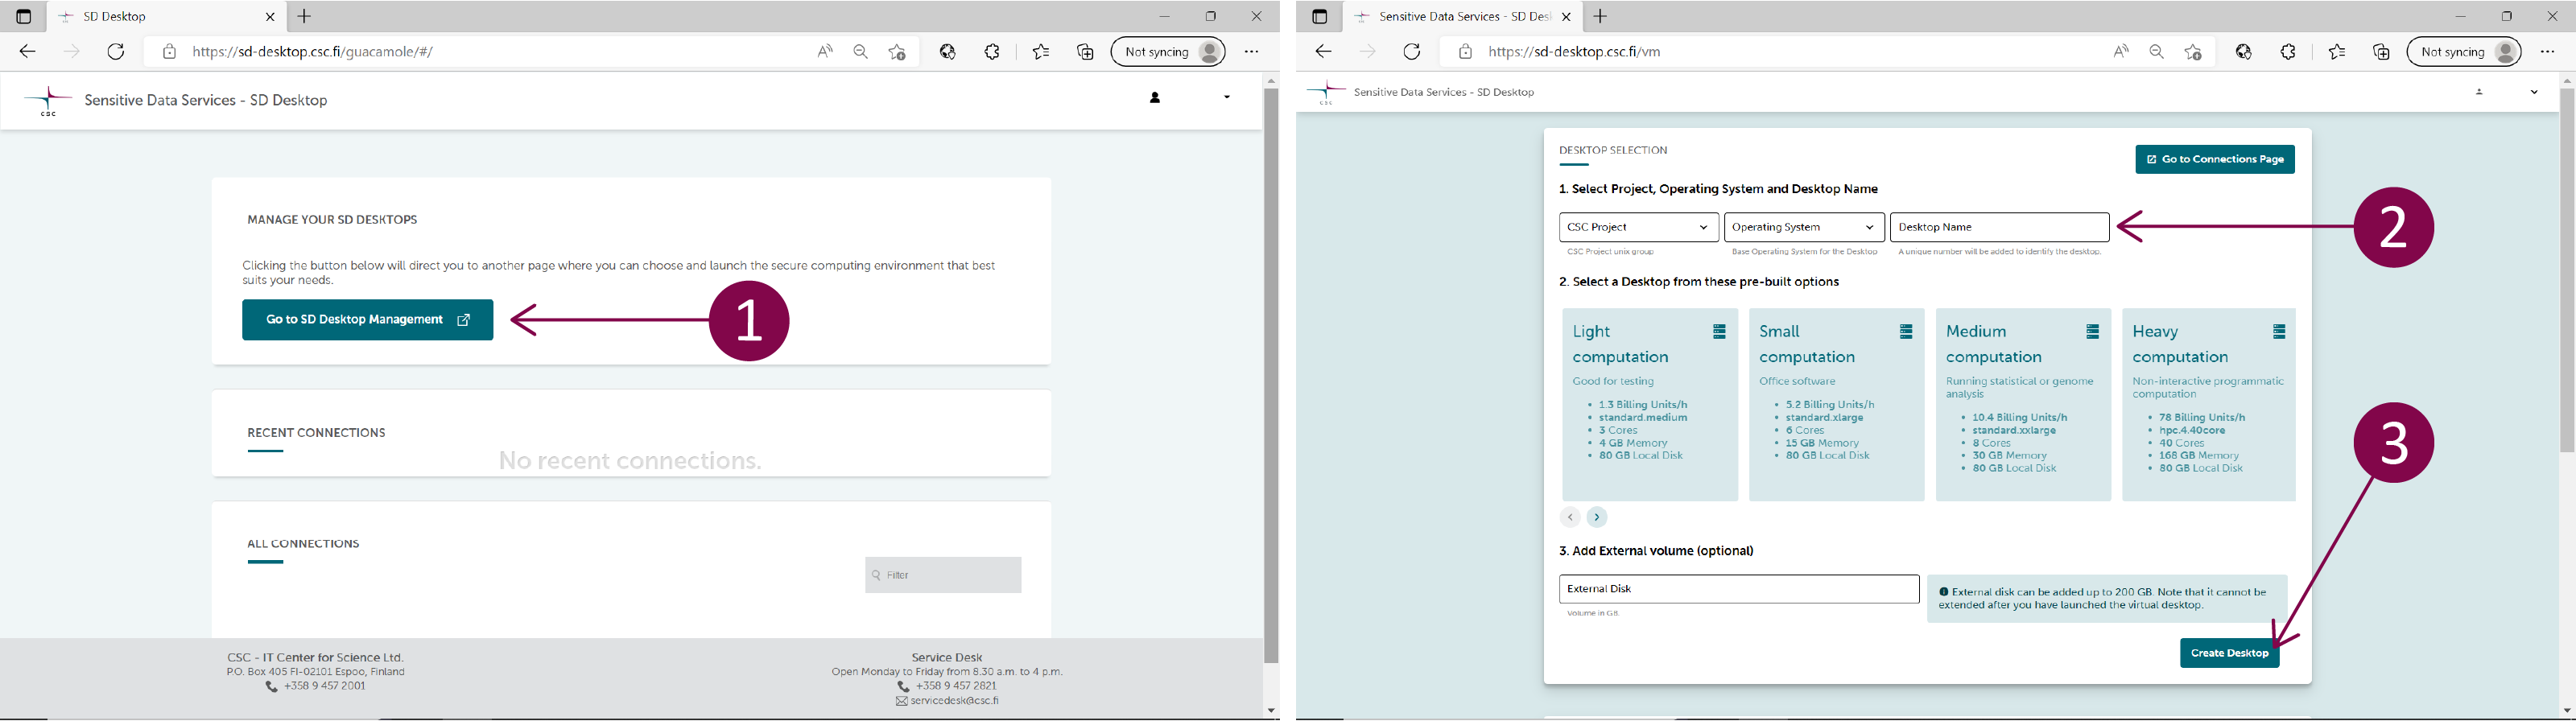 SD Desktop
https://sd-desktop.csc.fi/guacamole/#/
Not syncing
CSC
Sensitive Data Services - SD Desktop
MANAGE YOUR SD DESKTOPS
Clicking the button below will direct you to another page where you can choose and launch the secure computing environment that best
suits your needs.
Go to SD Desktop Management
1
RECENT CONNECTIONS
No recent connections.
ALL CONNECTIONS
Filter
CSC - IT Center for Science Ltd.
P.O. Box 405 FI-02101 Espoo, Finland
+358 9 457 2001
Service Desk
Open Monday to Friday from 8.30 a.m. to 4 p.m.
+358 9 457 2821
servicedesk@csc.fi
Sensitive Data Services - SD Des
https://sd-desktop.csc.fi/vm
Not syncing
CSC
Sensitive Data Services - SD Desktop
DESKTOP SELECTION
Go to Connections Page
1. Select Project, Operating System and Desktop Name
CSC Project
Operating System
Desktop Name
2
CSC Project unix group
Base Operating System for the Desktop
A unique number will be added to identify the desktop.
2. Select a Desktop from these pre-built options
Light
computation
Good for testing
• 1.3 Billing Units/h
• standard.medium
• 3 Cores
• 4 GB Memory
• 80 GB Local Disk
Small
computation
Office software
• 5.2 Billing Units/h
• standard.xlarge
• 6 Cores
• 15 GB Memory
• 80 GB Local Disk
Medium
computation
Running statistical or genome
analysis
• 10.4 Billing Units/h
• standard.xxlarge
• 8 Cores
• 30 GB Memory
• 80 GB Local Disk
Heavy
computation
Non-interactive programmatic
computation
• 78 Billing Units/h
• hpc.4.40core
• 40 Cores
• 168 GB Memory
• 80 GB Local Disk
3
3. Add External volume (optional)
External Disk
Volume in GB.
External disk can be added up to 200 GB. Note that it cannot be
extended after you have launched the virtual desktop.
Create Desktop